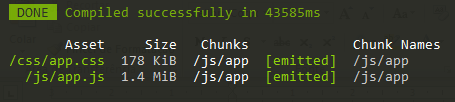 DONE Compiled successfully in 43585ms
Asset Size Chunks Chunk Names
/css/app.css 178 KiB /js/app [emitted] /js/app
/js/app.js 1.4 MiB /js/app [emitted] /js/app